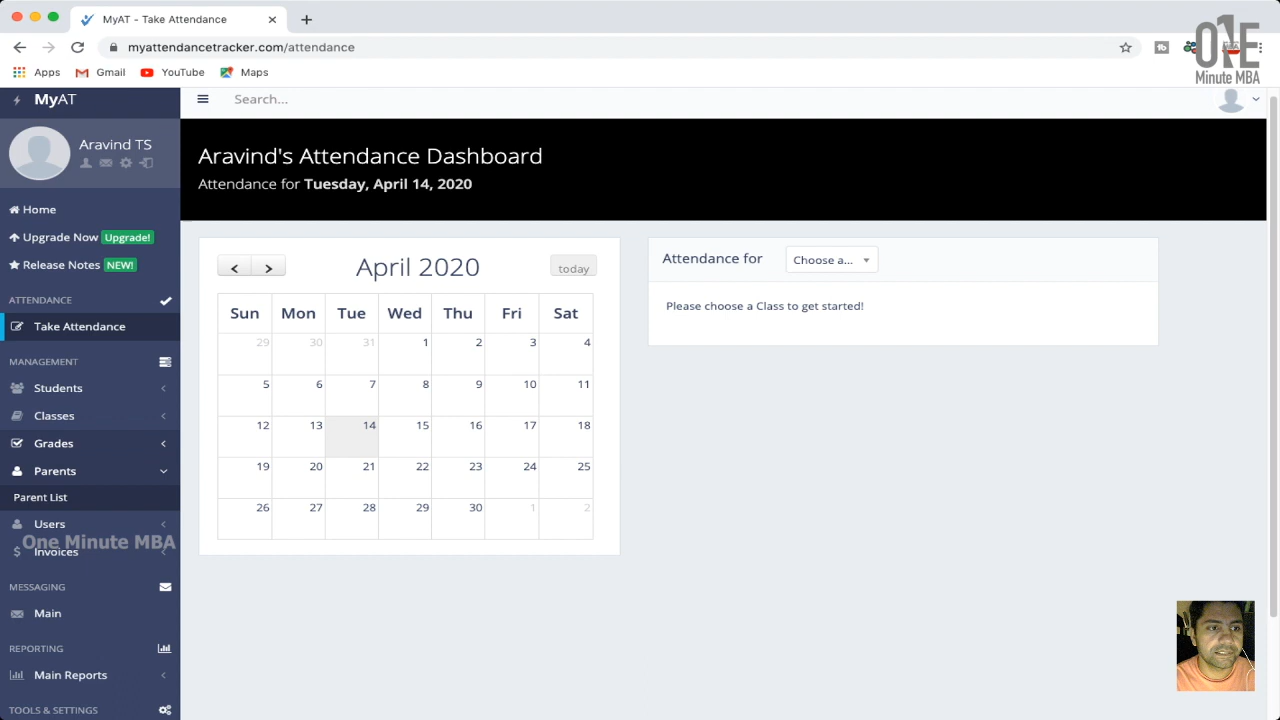 MyAT - Take Attendance
myattendancetracker.com/attendance
Apps Gmail YouTube Maps
ONE
Minute MBA
MyAT
Search...
Aravind TS
Aravind's Attendance Dashboard
Attendance for Tuesday, April 14, 2020
Home
Upgrade Now Upgrade!
Release Notes NEW!
ATTENDANCE
Take Attendance
MANAGEMENT
Students
Classes
Grades
Parents
Parent List
Users
One Minute MBA
Invoices
MESSAGING
Main
REPORTING
Main Reports
TOOLS & SETTINGS
April 2020
today
Sun Mon Tue Wed Thu Fri Sat
29 30 31 1 2 3 4
5 6 7 8 9 10 11
12 13 14 15 16 17 18
19 20 21 22 23 24 25
26 27 28 29 30 1 2
Attendance for Choose a...
Please choose a Class to get started!